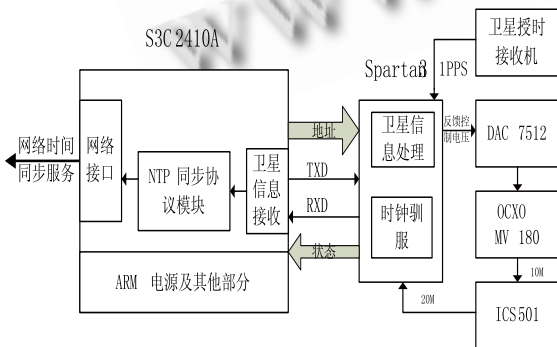 S3C 2410A
Spartan3
1PPS
卫星授时
接收机
网络时间
同步服务
网络
接口
NTP 同步协
议模块
卫星
信息
接收
地址
TXD
RXD
状态
卫星信
息处理
时钟驯
服
反馈控
制电压
DAC 7512
OCXO
MV 180
10M
ICS501
20M
ARM 电源及其他部分